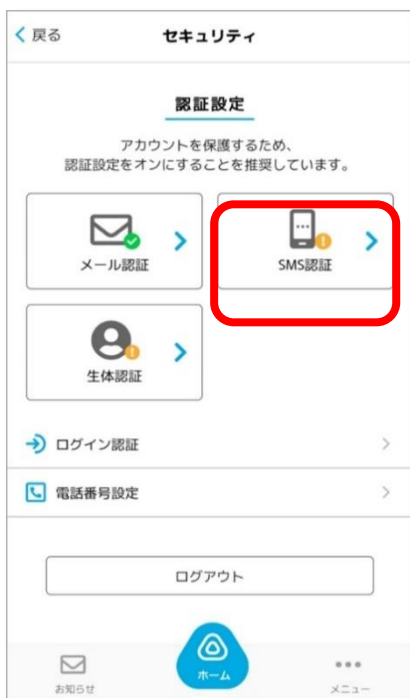 戻る
セキュリティ
認証設定
アカウントを保護するため、
認証設定をオンにすることを推奨しています。
メール認証
SMS認証
生体認証
ログイン認証
電話番号設定
ログアウト
お知らせ
ホーム
メニュー